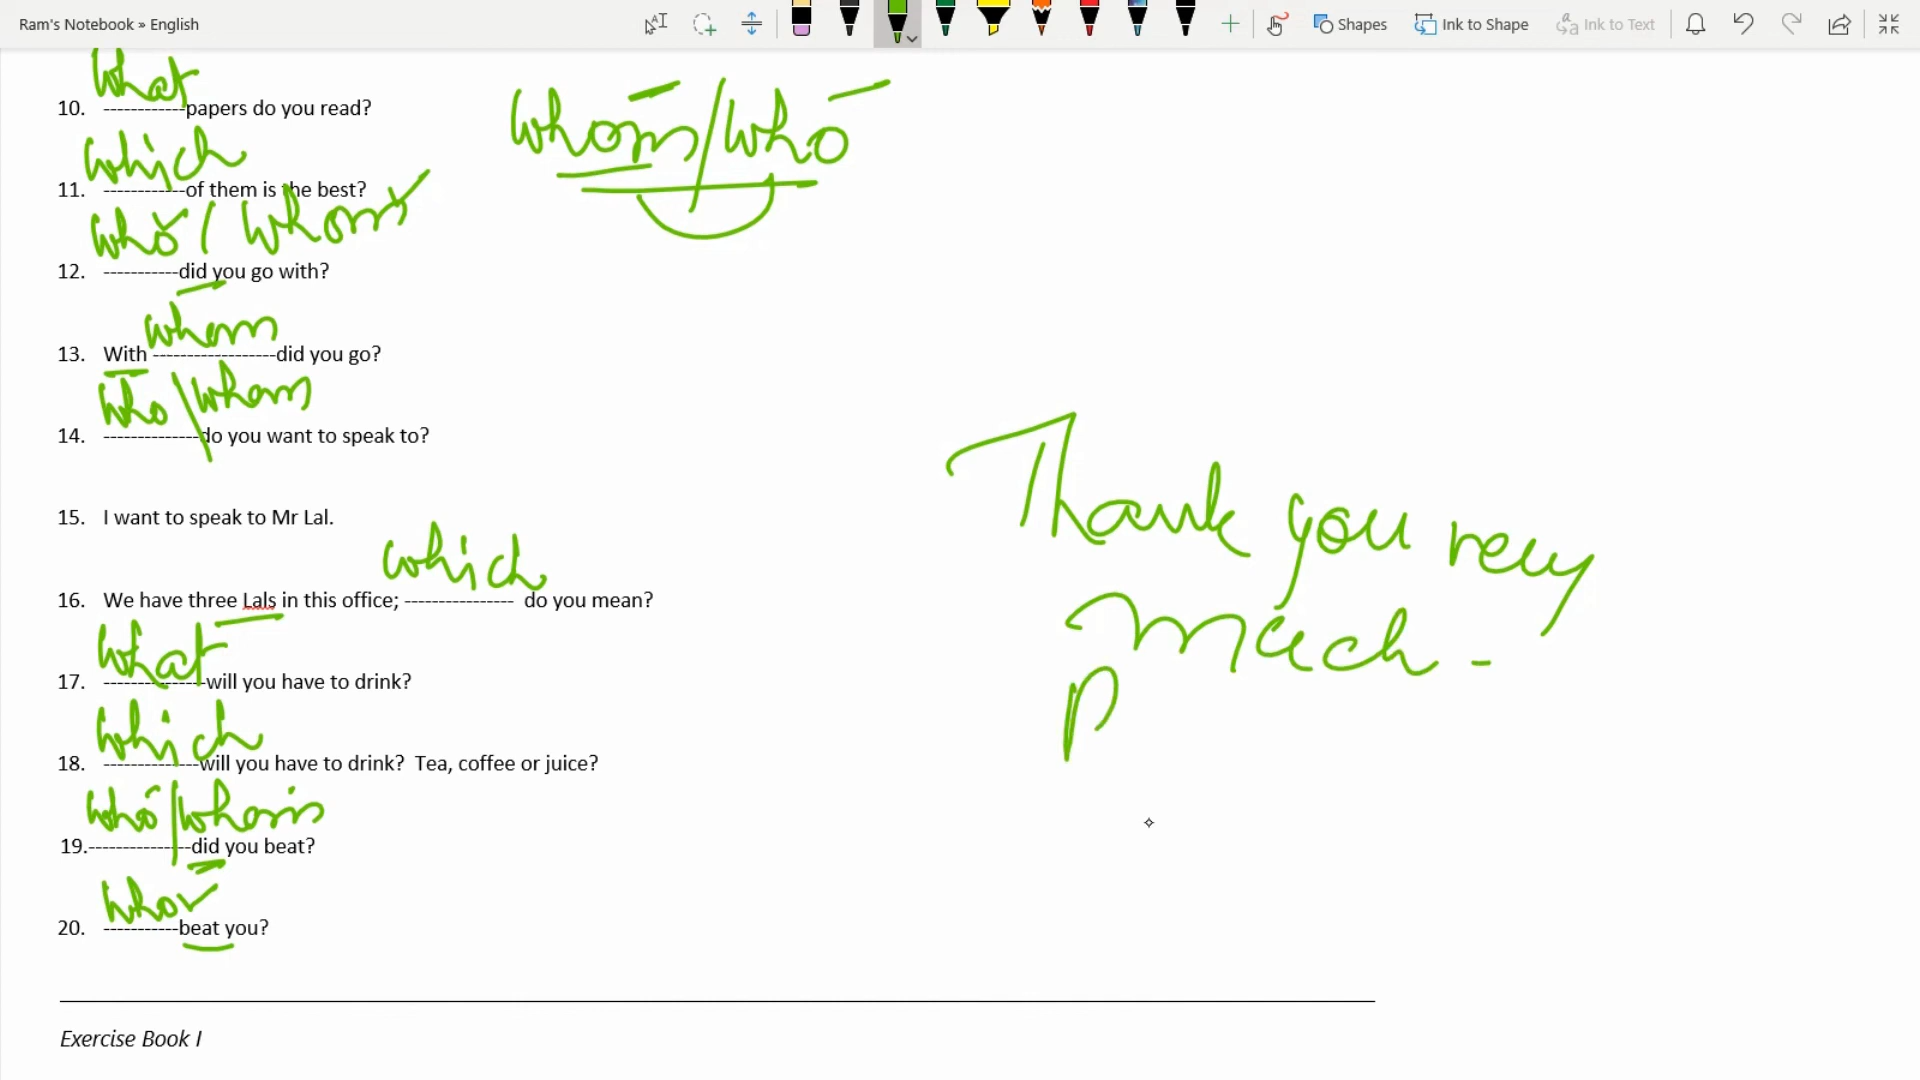 Ram's Notebook » English
Shapes Ink to Shape Ink to Text
what
10. -----------papers do you read?
whom/who
which
11. -----------of them is the best?
who / whom
12. -----------did you go with?
whom
13. With ------------------did you go?
who/whom
14. --------------do you want to speak to?
Thank you very
much -
P
15. I want to speak to Mr Lal.
which
16. We have three Lals in this office; ---------------- do you mean?
what
17. ---------------will you have to drink?
which
18. --------------will you have to drink? Tea, coffee or juice?
who/whom
19.---------------did you beat?
who
20. -----------beat you?
Exercise Book I